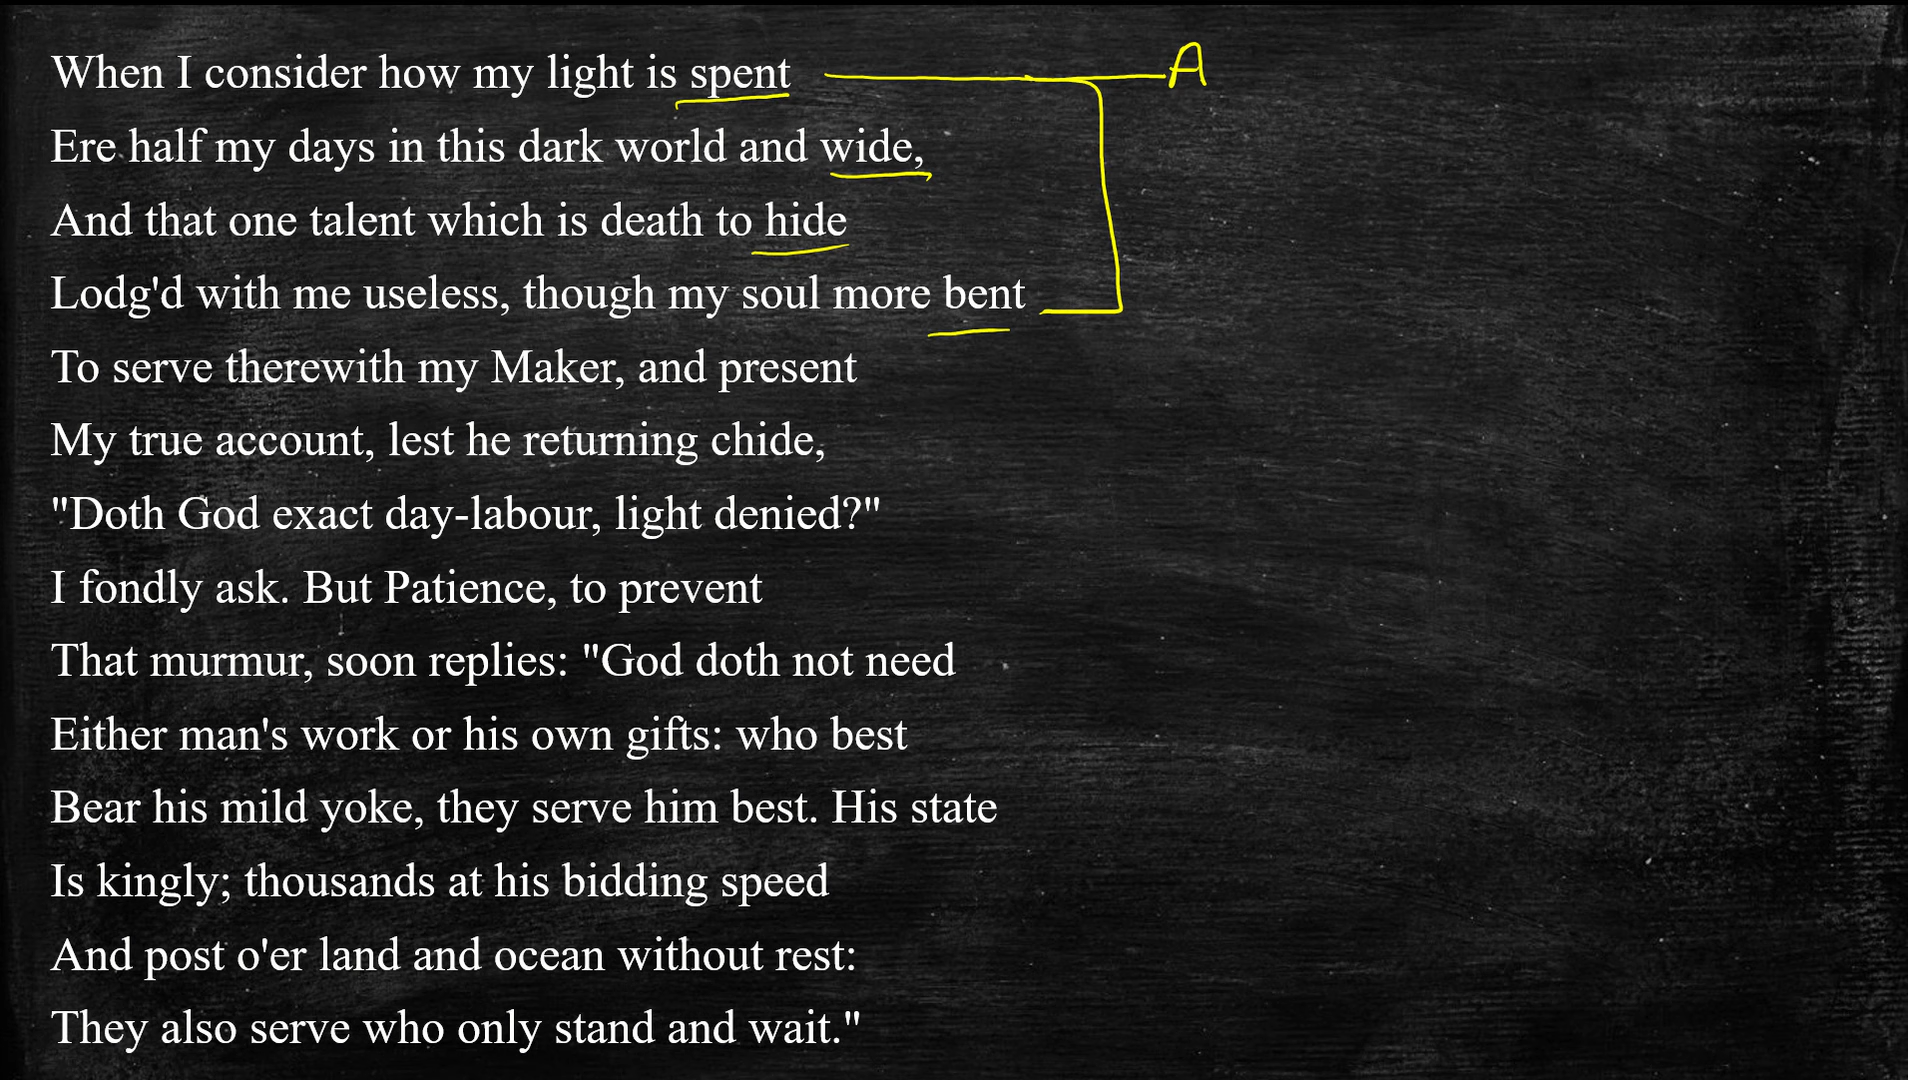 When I consider how my light is spent A
Ere half my days in this dark world and wide,
And that one talent which is death to hide
Lodg'd with me useless, though my soul more bent
To serve therewith my Maker, and present
My true account, lest he returning chide,
"Doth God exact day-labour, light denied?"
I fondly ask. But Patience, to prevent
That murmur, soon replies: "God doth not need
Either man's work or his own gifts: who best
Bear his mild yoke, they serve him best. His state
Is kingly; thousands at his bidding speed
And post o'er land and ocean without rest:
They also serve who only stand and wait."